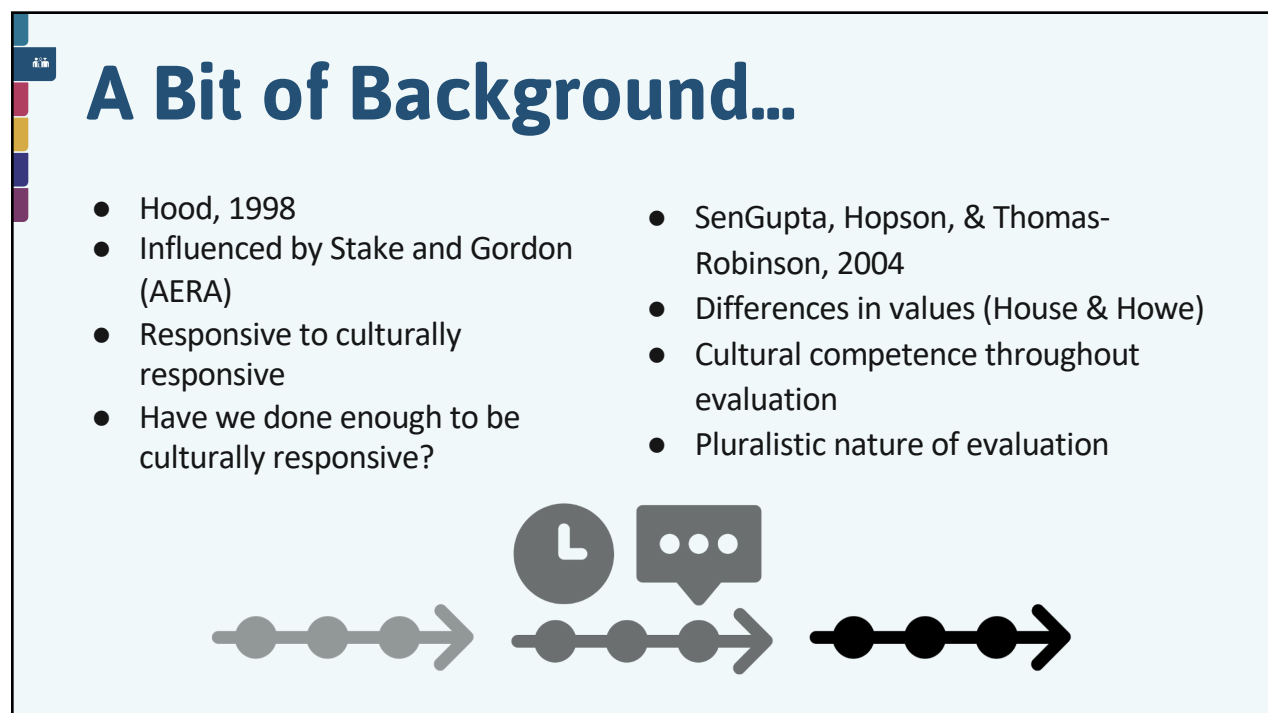 A Bit of Background...
● Hood, 1998
● Influenced by Stake and Gordon
(AERA)
● Responsive to culturally
responsive
● Have we done enough to be
culturally responsive?
● SenGupta, Hopson, & Thomas-
Robinson, 2004
● Differences in values (House & Howe)
● Cultural competence throughout
evaluation
● Pluralistic nature of evaluation